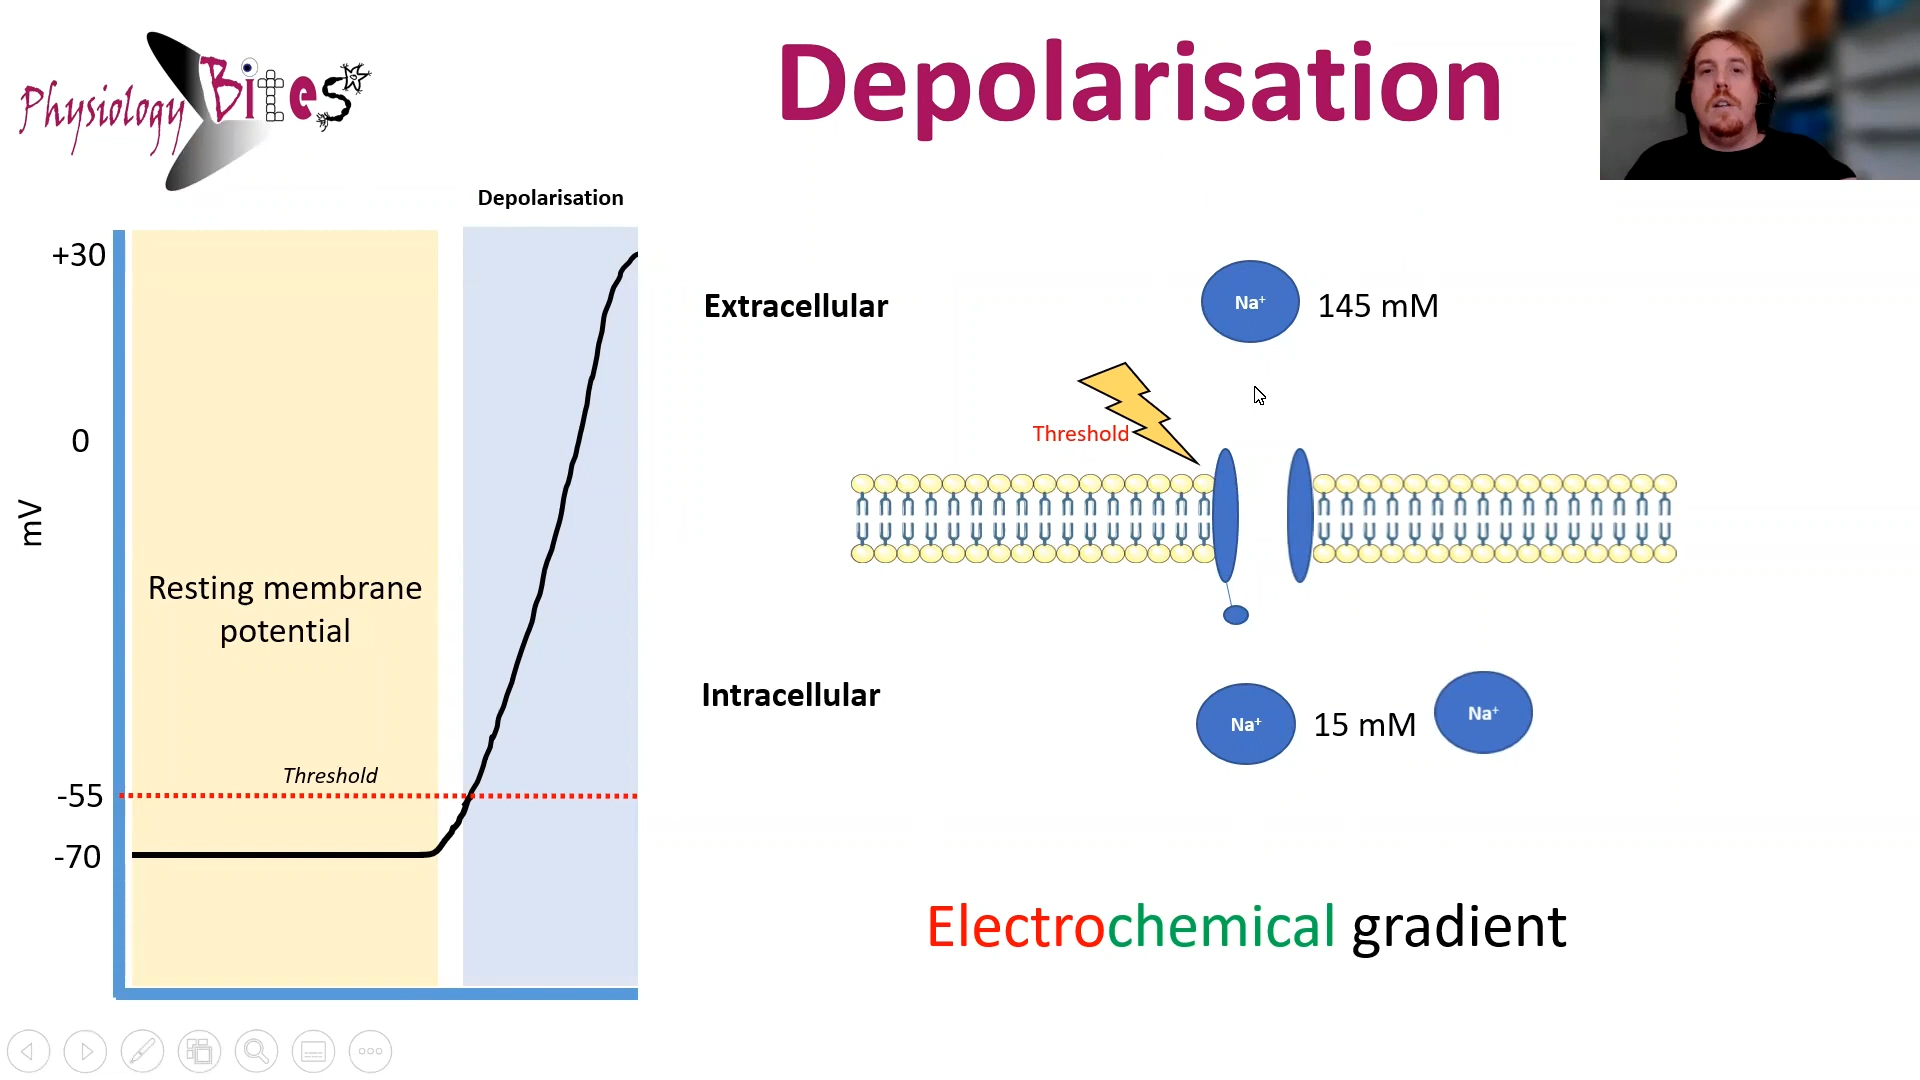 Physiology Bites
Depolarisation
Depolarisation
+30
0
mV
Resting membrane
potential
Threshold
-55
-70
Extracellular
Na+
145 mM
Threshold
Intracellular
Na+
15 mM
Na+
Electrochemical gradient